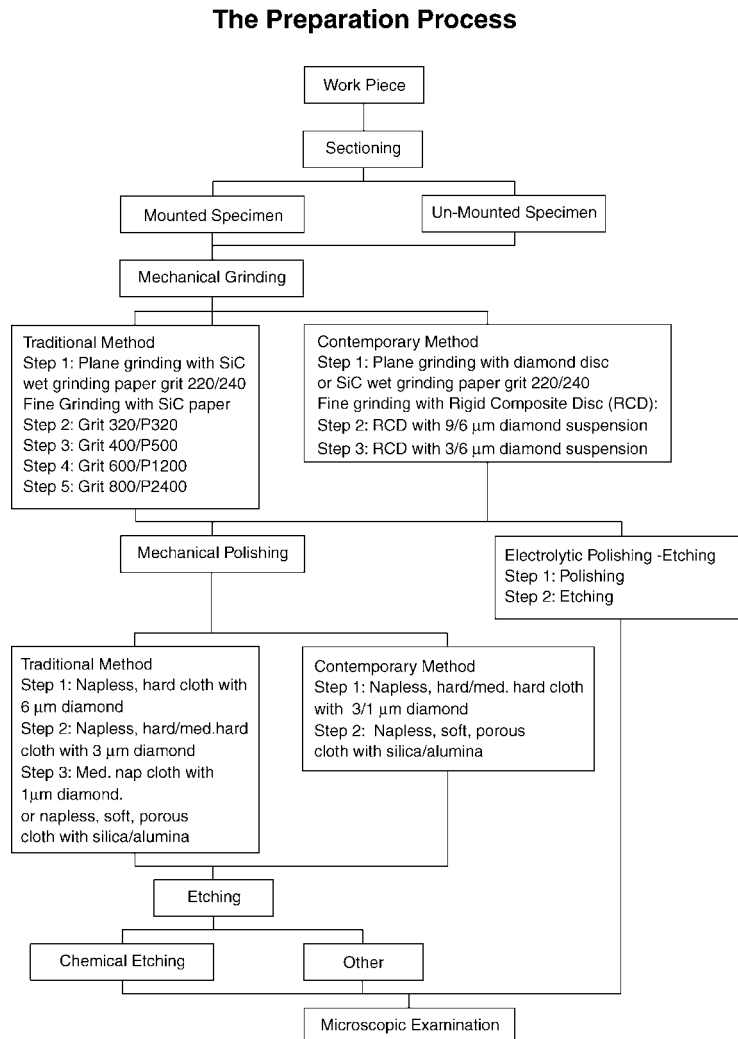 The Preparation Process
Work Piece
Sectioning
Mounted Specimen
Un-Mounted Specimen
Mechanical Grinding
Traditional Method
Step 1: Plane grinding with SiC
wet grinding paper grit 220/240
Fine Grinding with SiC paper
Step 2: Grit 320/P320
Step 3: Grit 400/P500
Step 4: Grit 600/P1200
Step 5: Grit 800/P2400
Contemporary Method
Step 1: Plane grinding with diamond disc
or SiC wet grinding paper grit 220/240
Fine grinding with Rigid Composite Disc (RCD):
Step 2: RCD with 9/6 µm diamond suspension
Step 3: RCD with 3/6 µm diamond suspension
Mechanical Polishing
Electrolytic Polishing -Etching
Step 1: Polishing
Step 2: Etching
Traditional Method
Step 1: Napless, hard cloth with
6 µm diamond
Step 2: Napless, hard/med.hard
cloth with 3 µm diamond
Step 3: Med. nap cloth with
1µm diamond.
or napless, soft, porous
cloth with silica/alumina
Contemporary Method
Step 1: Napless, hard/med. hard cloth
with 3/1 µm diamond
Step 2: Napless, soft, porous
cloth with silica/alumina
Etching
Chemical Etching
Other
Microscopic Examination